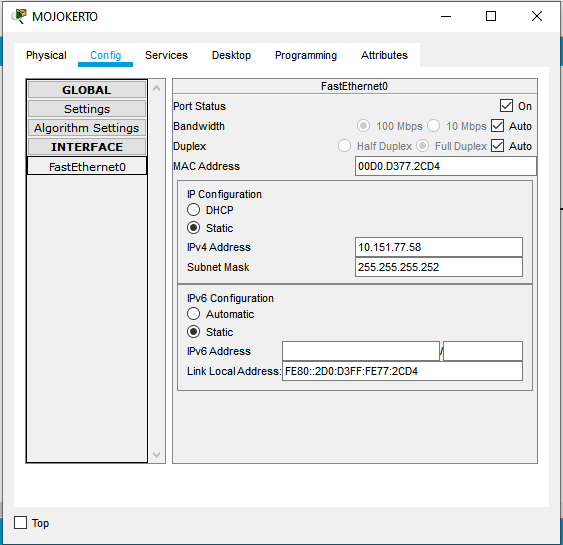 MOJOKERTO
Physical Config Services Desktop Programming Attributes
GLOBAL
Settings
Algorithm Settings
INTERFACE
FastEthernet0
FastEthernet0
Port Status On
Bandwidth 100 Mbps 10 Mbps Auto
Duplex Half Duplex Full Duplex Auto
MAC Address 00D0.D377.2CD4
IP Configuration
DHCP
Static
IPv4 Address 10.151.77.58
Subnet Mask 255.255.255.252
IPv6 Configuration
Automatic
Static
IPv6 Address /
Link Local Address: FE80::2D0:D3FF:FE77:2CD4
Top